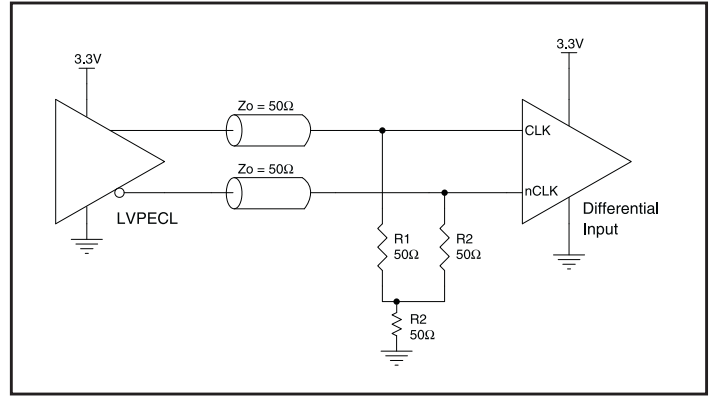 3.3V
3.3V
Zo = 50Ω
CLK
Zo = 50Ω
nCLK
LVPECL
Differential
Input
R1
50Ω
R2
50Ω
R2
50Ω